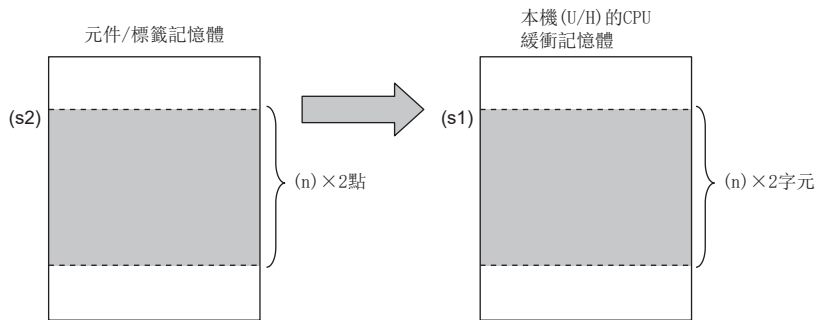 元件/標籤記憶體
本機(U/H)的CPU
緩衝記憶體
(s2)
(s1)
(n)×2點
(n)×2字元